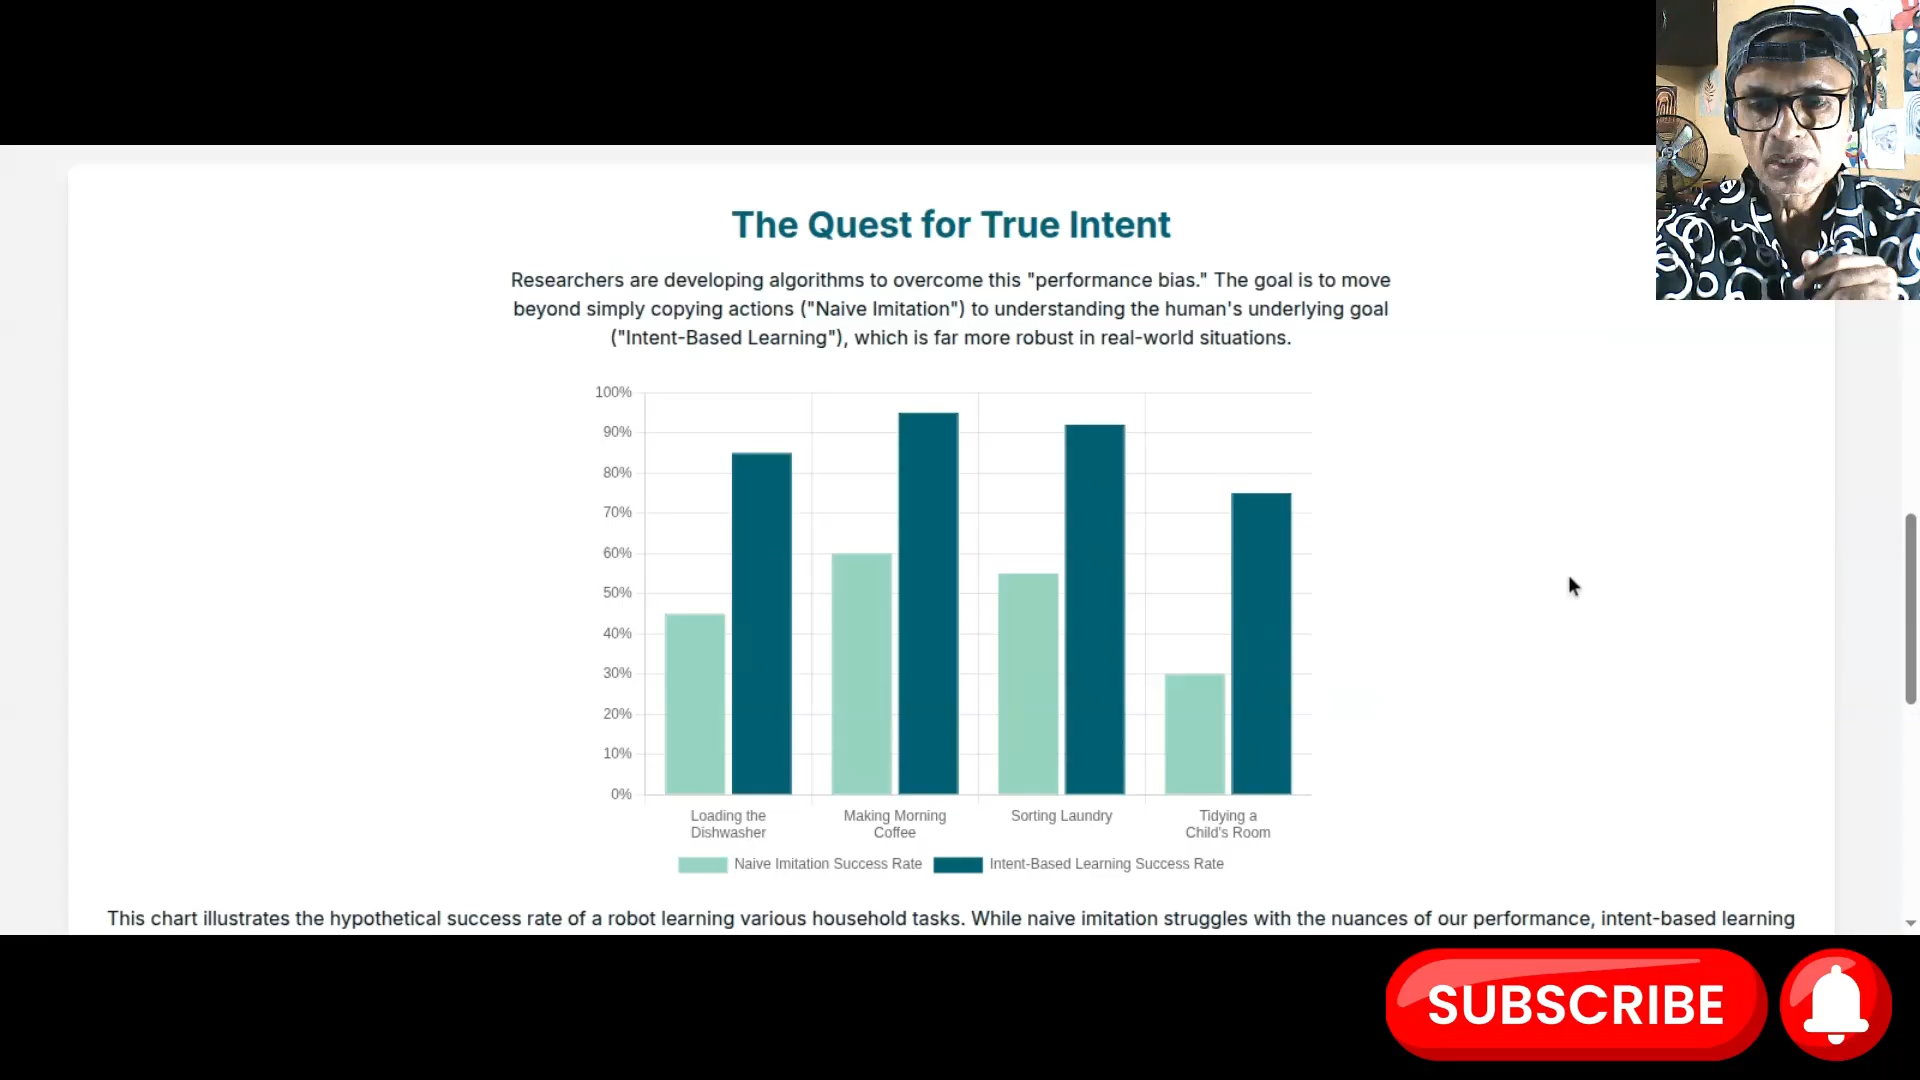 The Quest for True Intent
Researchers are developing algorithms to overcome this "performance bias." The goal is to move
beyond simply copying actions ("Naive Imitation") to understanding the human's underlying goal
("Intent-Based Learning"), which is far more robust in real-world situations.
100%
90%
80%
70%
60%
50%
40%
30%
20%
10%
0%
Loading the
Dishwasher
Making Morning
Coffee
Sorting Laundry
Tidying a
Child's Room
Naive Imitation Success Rate
Intent-Based Learning Success Rate
This chart illustrates the hypothetical success rate of a robot learning various household tasks. While naive imitation struggles with the nuances of our performance, intent-based learning
SUBSCRIBE